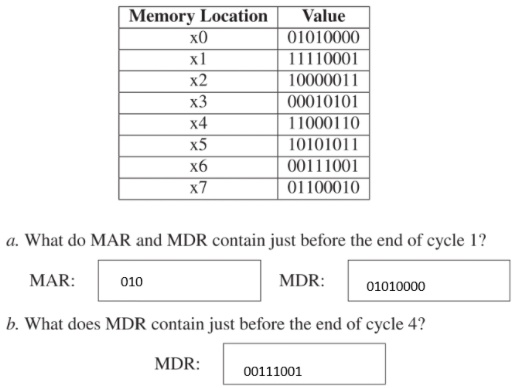 Memory Location Value
x0 01010000
x1 11110001
x2 10000011
x3 00010101
x4 11000110
x5 10101011
x6 00111001
x7 01100010
a. What do MAR and MDR contain just before the end of cycle 1?
MAR: 010 MDR: 01010000
b. What does MDR contain just before the end of cycle 4?
MDR: 00111001